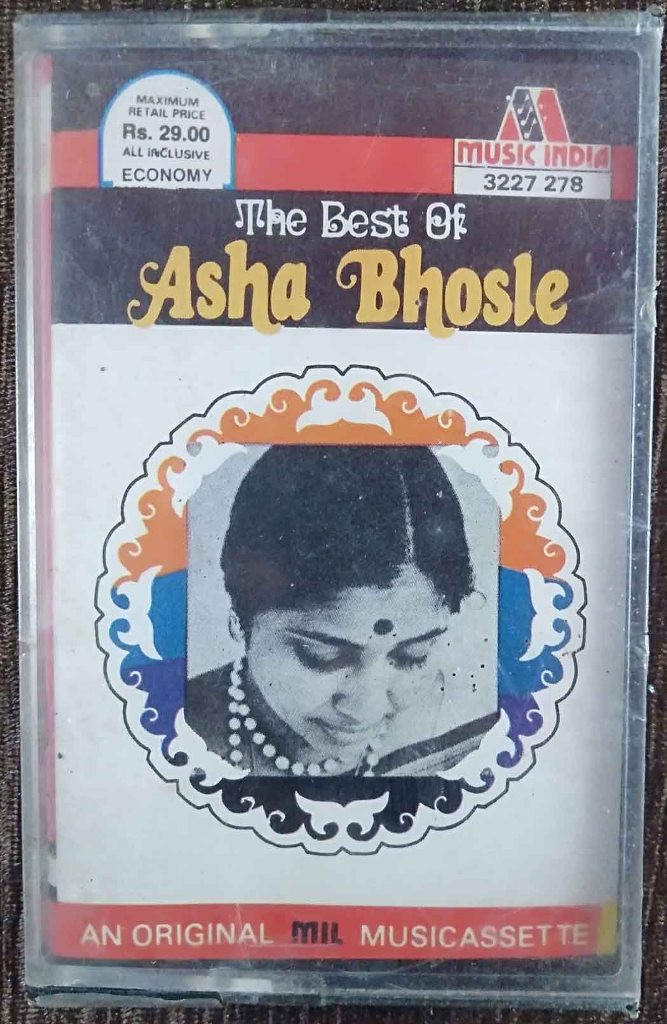 MAXIMUM
RETAIL PRICE
Rs. 29.00
ALL INCLUSIVE
ECONOMY
MUSIC INDIA
3227 278
The Best Of
Asha Bhosle
AN ORIGINAL MIL MUSICASSETTE